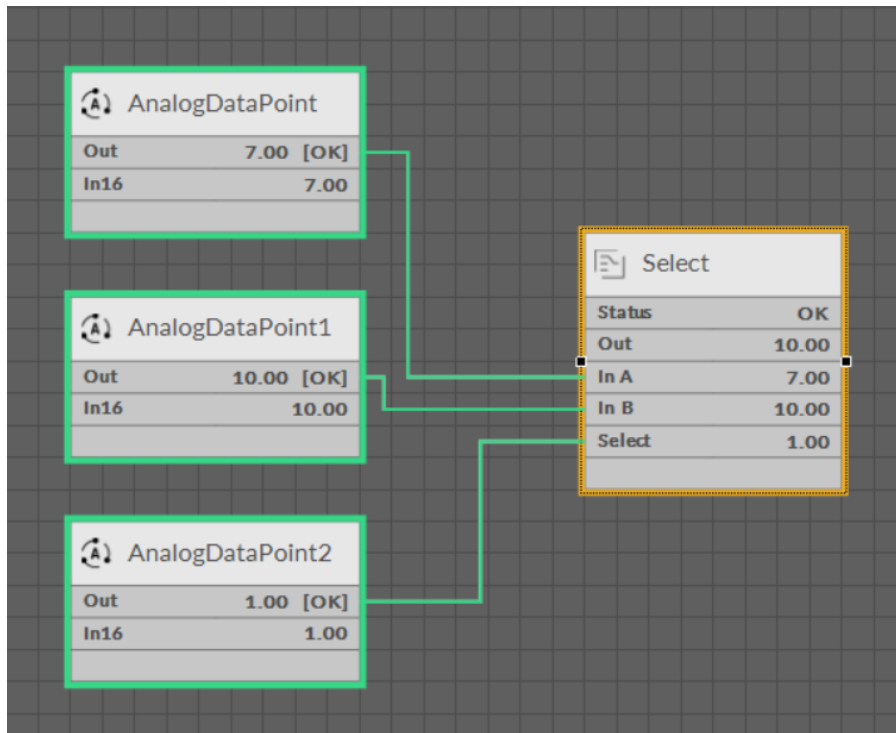 AnalogDataPoint
Out 7.00 [OK]
In16 7.00
AnalogDataPoint1
Out 10.00 [OK]
In16 10.00
AnalogDataPoint2
Out 1.00 [OK]
In16 1.00
Select
Status OK
Out 10.00
In A 7.00
In B 10.00
Select 1.00